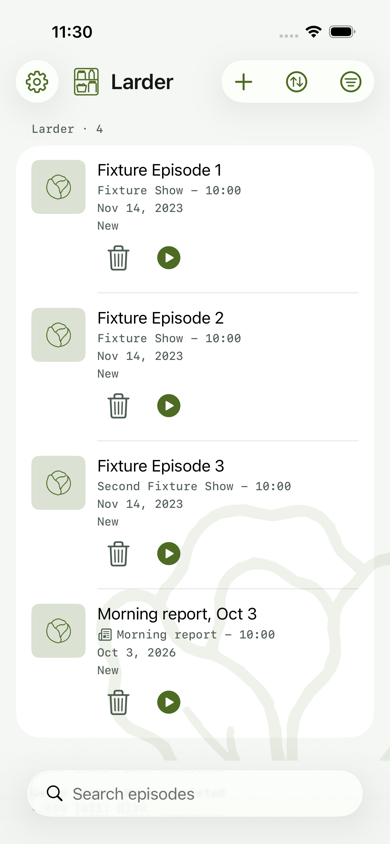 11:30
Larder
Larder · 4
Fixture Episode 1
Fixture Show – 10:00
Nov 14, 2023
New
Fixture Episode 2
Fixture Show – 10:00
Nov 14, 2023
New
Fixture Episode 3
Second Fixture Show – 10:00
Nov 14, 2023
New
Morning report, Oct 3
Morning report – 10:00
Oct 3, 2026
New
Search episodes